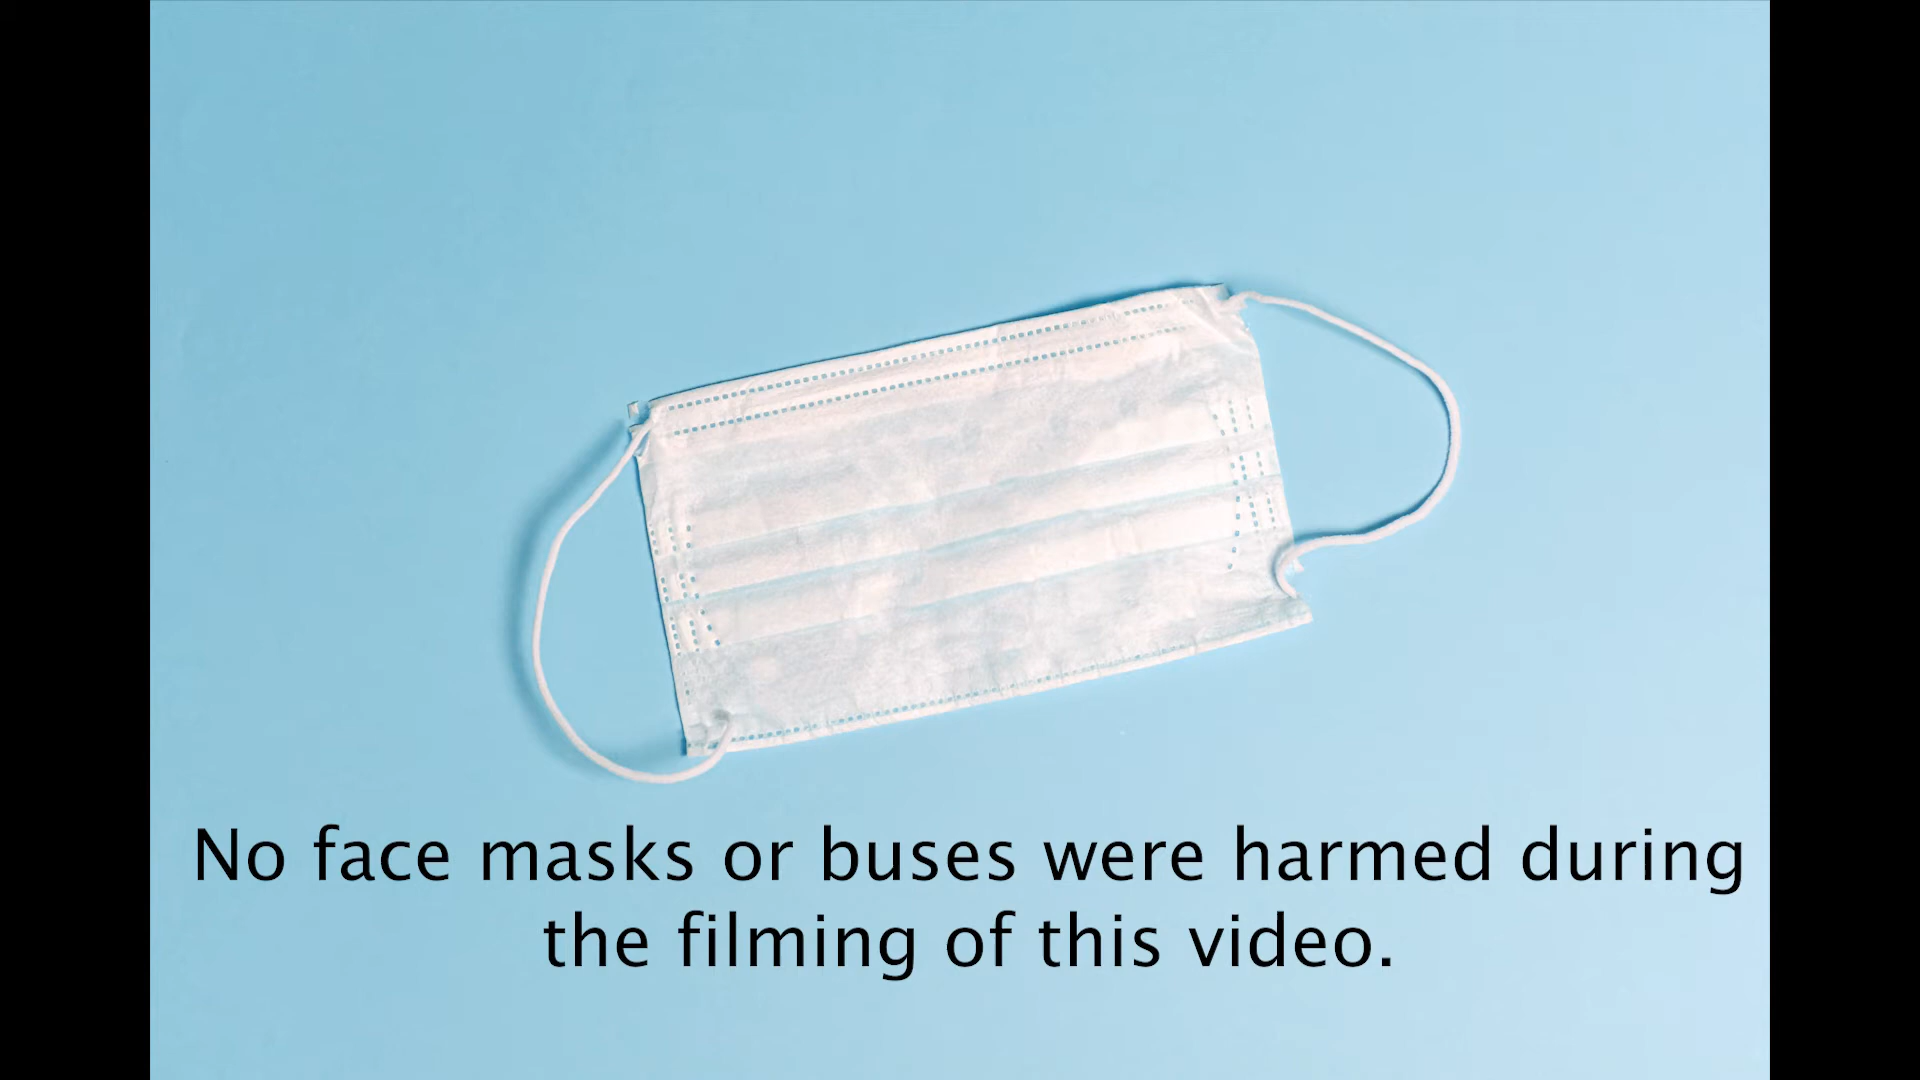 No face masks or buses were harmed during
the filming of this video.